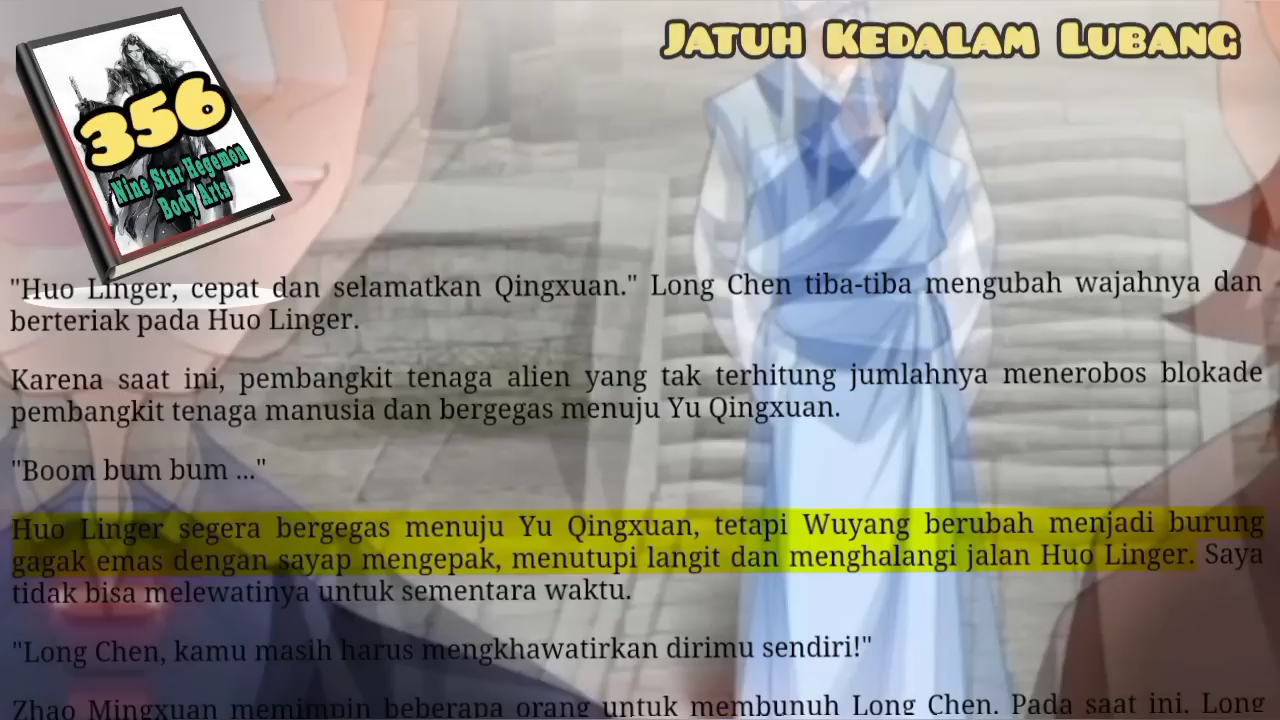 Jatuh Kedalam Lubang
356
Nine Star Hegemon
Body Arts
"Huo Linger, cepat dan selamatkan Qingxuan." Long Chen tiba-tiba mengubah wajahnya dan
berteriak pada Huo Linger.
Karena saat ini, pembangkit tenaga alien yang tak terhitung jumlahnya menerobos blokade
pembangkit tenaga manusia dan bergegas menuju Yu Qingxuan.
"Boom bum bum ..."
Huo Linger segera bergegas menuju Yu Qingxuan, tetapi Wuyang berubah menjadi burung
gagak emas dengan sayap mengepak, menutupi langit dan menghalangi jalan Huo Linger. Saya
tidak bisa melewatinya untuk sementara waktu.
"Long Chen, kamu masih harus mengkhawatirkan dirimu sendiri!"
Zhao Mingxuan memimpin beberapa orang untuk membunuh Long Chen. Pada saat ini, Long